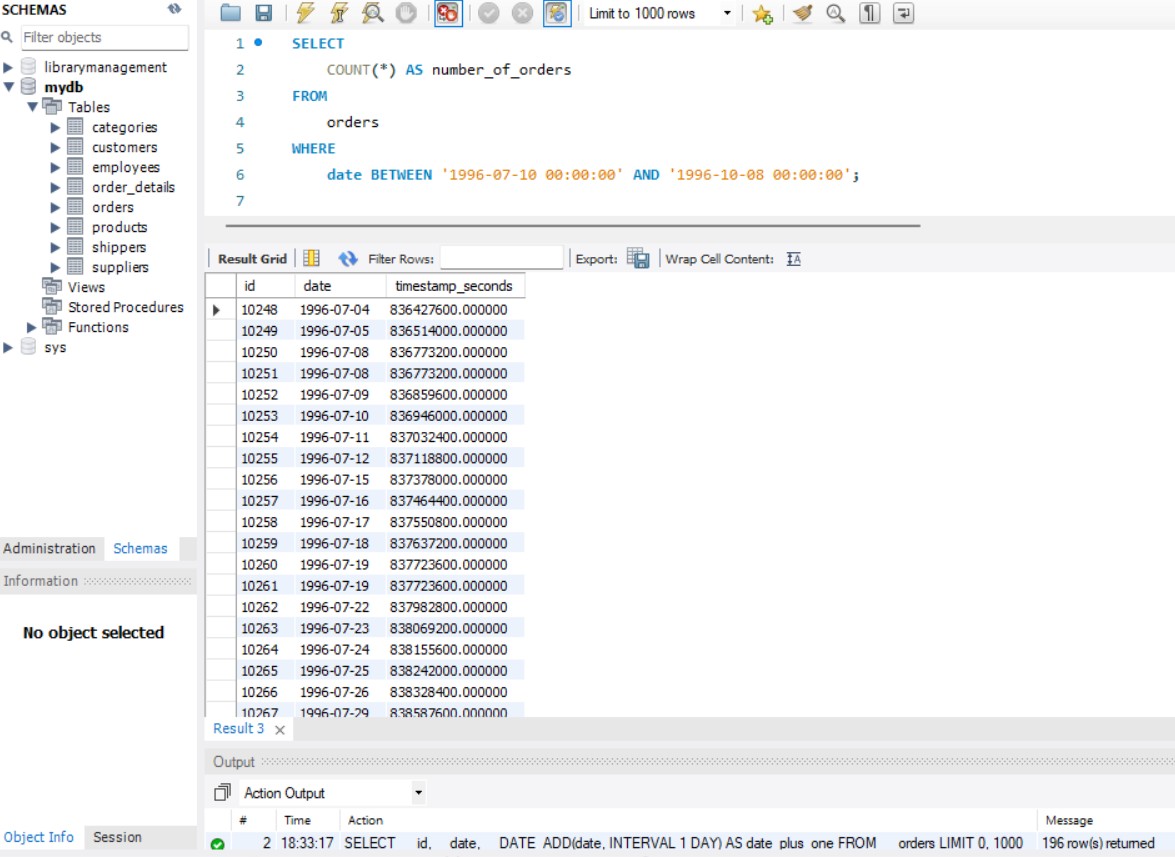 SCHEMAS
Filter objects
librarymanagement
mydb
Tables
categories
customers
employees
order_details
orders
products
shippers
suppliers
Views
Stored Procedures
Functions
sys
Administration Schemas
Information
No object selected
Object Info Session
Limit to 1000 rows
1 SELECT
2 COUNT(*) AS number_of_orders
3 FROM
4 orders
5 WHERE
6 date BETWEEN '1996-07-10 00:00:00' AND '1996-10-08 00:00:00';
7
Result Grid Filter Rows: Export: Wrap Cell Content:
id date timestamp_seconds
10248 1996-07-04 836427600.000000
10249 1996-07-05 836514000.000000
10250 1996-07-08 836773200.000000
10251 1996-07-08 836773200.000000
10252 1996-07-09 836859600.000000
10253 1996-07-10 836946000.000000
10254 1996-07-11 837032400.000000
10255 1996-07-12 837118800.000000
10256 1996-07-15 837378000.000000
10257 1996-07-16 837464400.000000
10258 1996-07-17 837550800.000000
10259 1996-07-18 837637200.000000
10260 1996-07-19 837723600.000000
10261 1996-07-19 837723600.000000
10262 1996-07-22 837982800.000000
10263 1996-07-23 838069200.000000
10264 1996-07-24 838155600.000000
10265 1996-07-25 838242000.000000
10266 1996-07-26 838328400.000000
10267 1996-07-29 838587600.000000
Result 3
Output
Action Output
# Time Action Message
2 18:33:17 SELECT id, date, DATE_ADD(date, INTERVAL 1 DAY) AS date_plus_one FROM orders LIMIT 0, 1000 196 row(s) returned